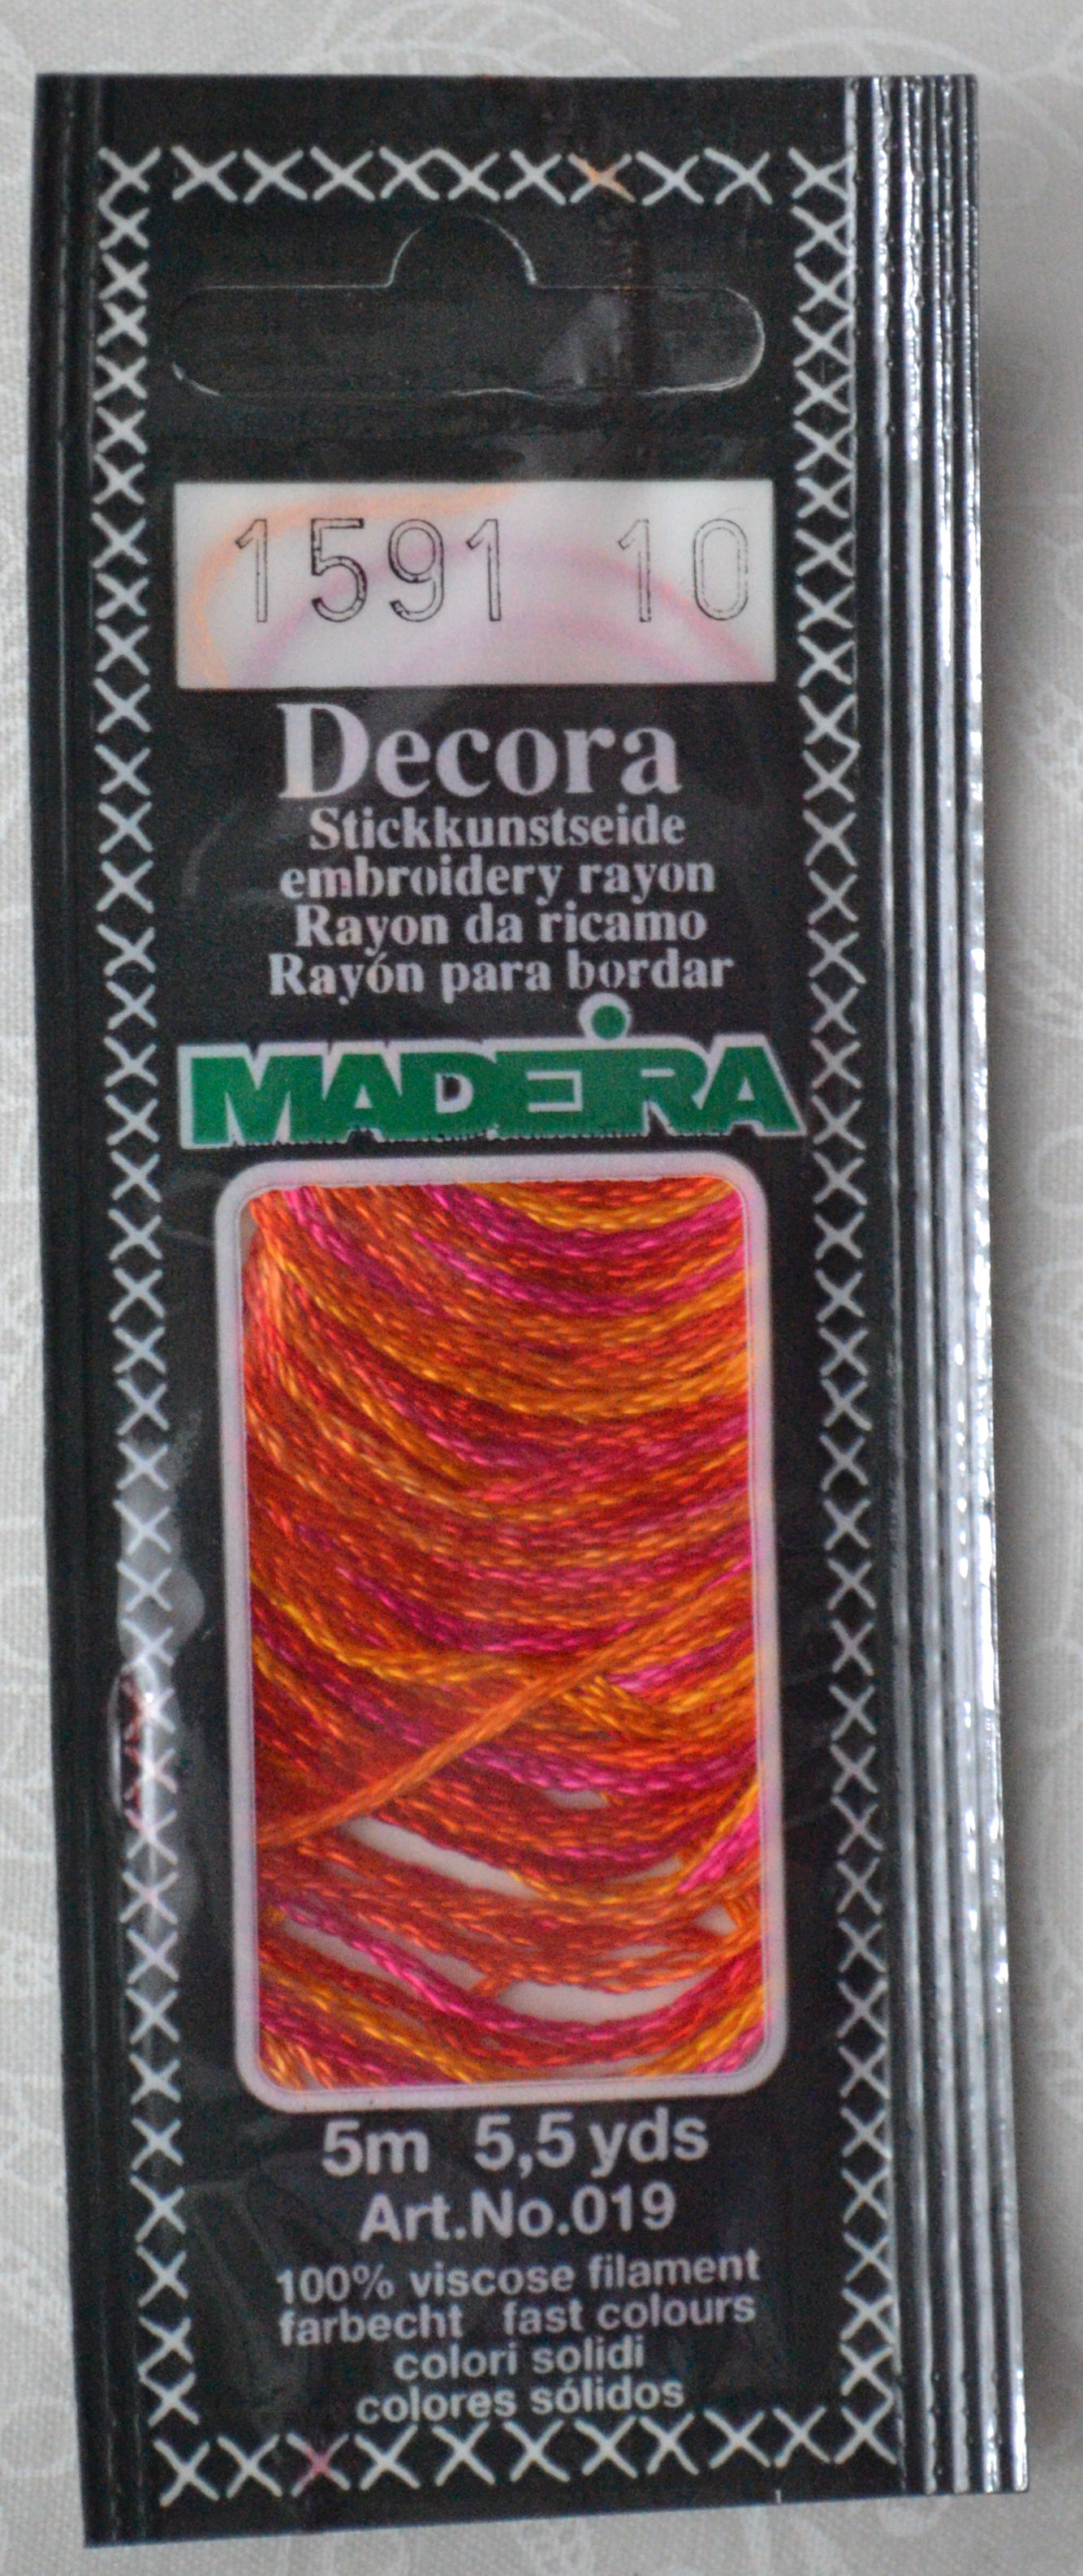 1591 10
Decora
Stickkunstseide
embroidery rayon
Rayon da ricamo
Rayón para bordar
MADEIRA
5m 5,5 yds
Art.No.019
100% viscose filament
farbecht fast colours
colori solidi
colores sólidos